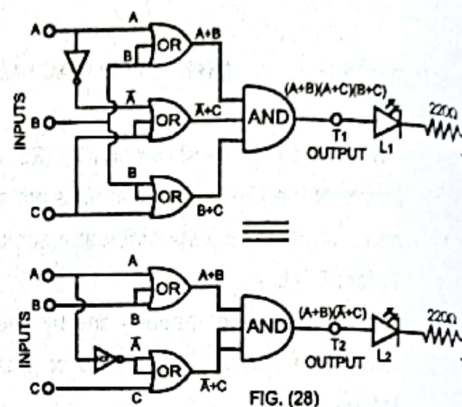 A
A
A+B
OR
B
INPUTS
Ā
(A+B)(A+C)(B+C)
220Ω
B
OR
Ā+C
AND
T1
L1
OUTPUT
B
OR
B+C
C
A
A
A+B
OR
B
B
INPUTS
(A+B)(Ā+C)
220Ω
AND
T2
L2
OUTPUT
Ā
OR
Ā+C
C
C
FIG. (28)